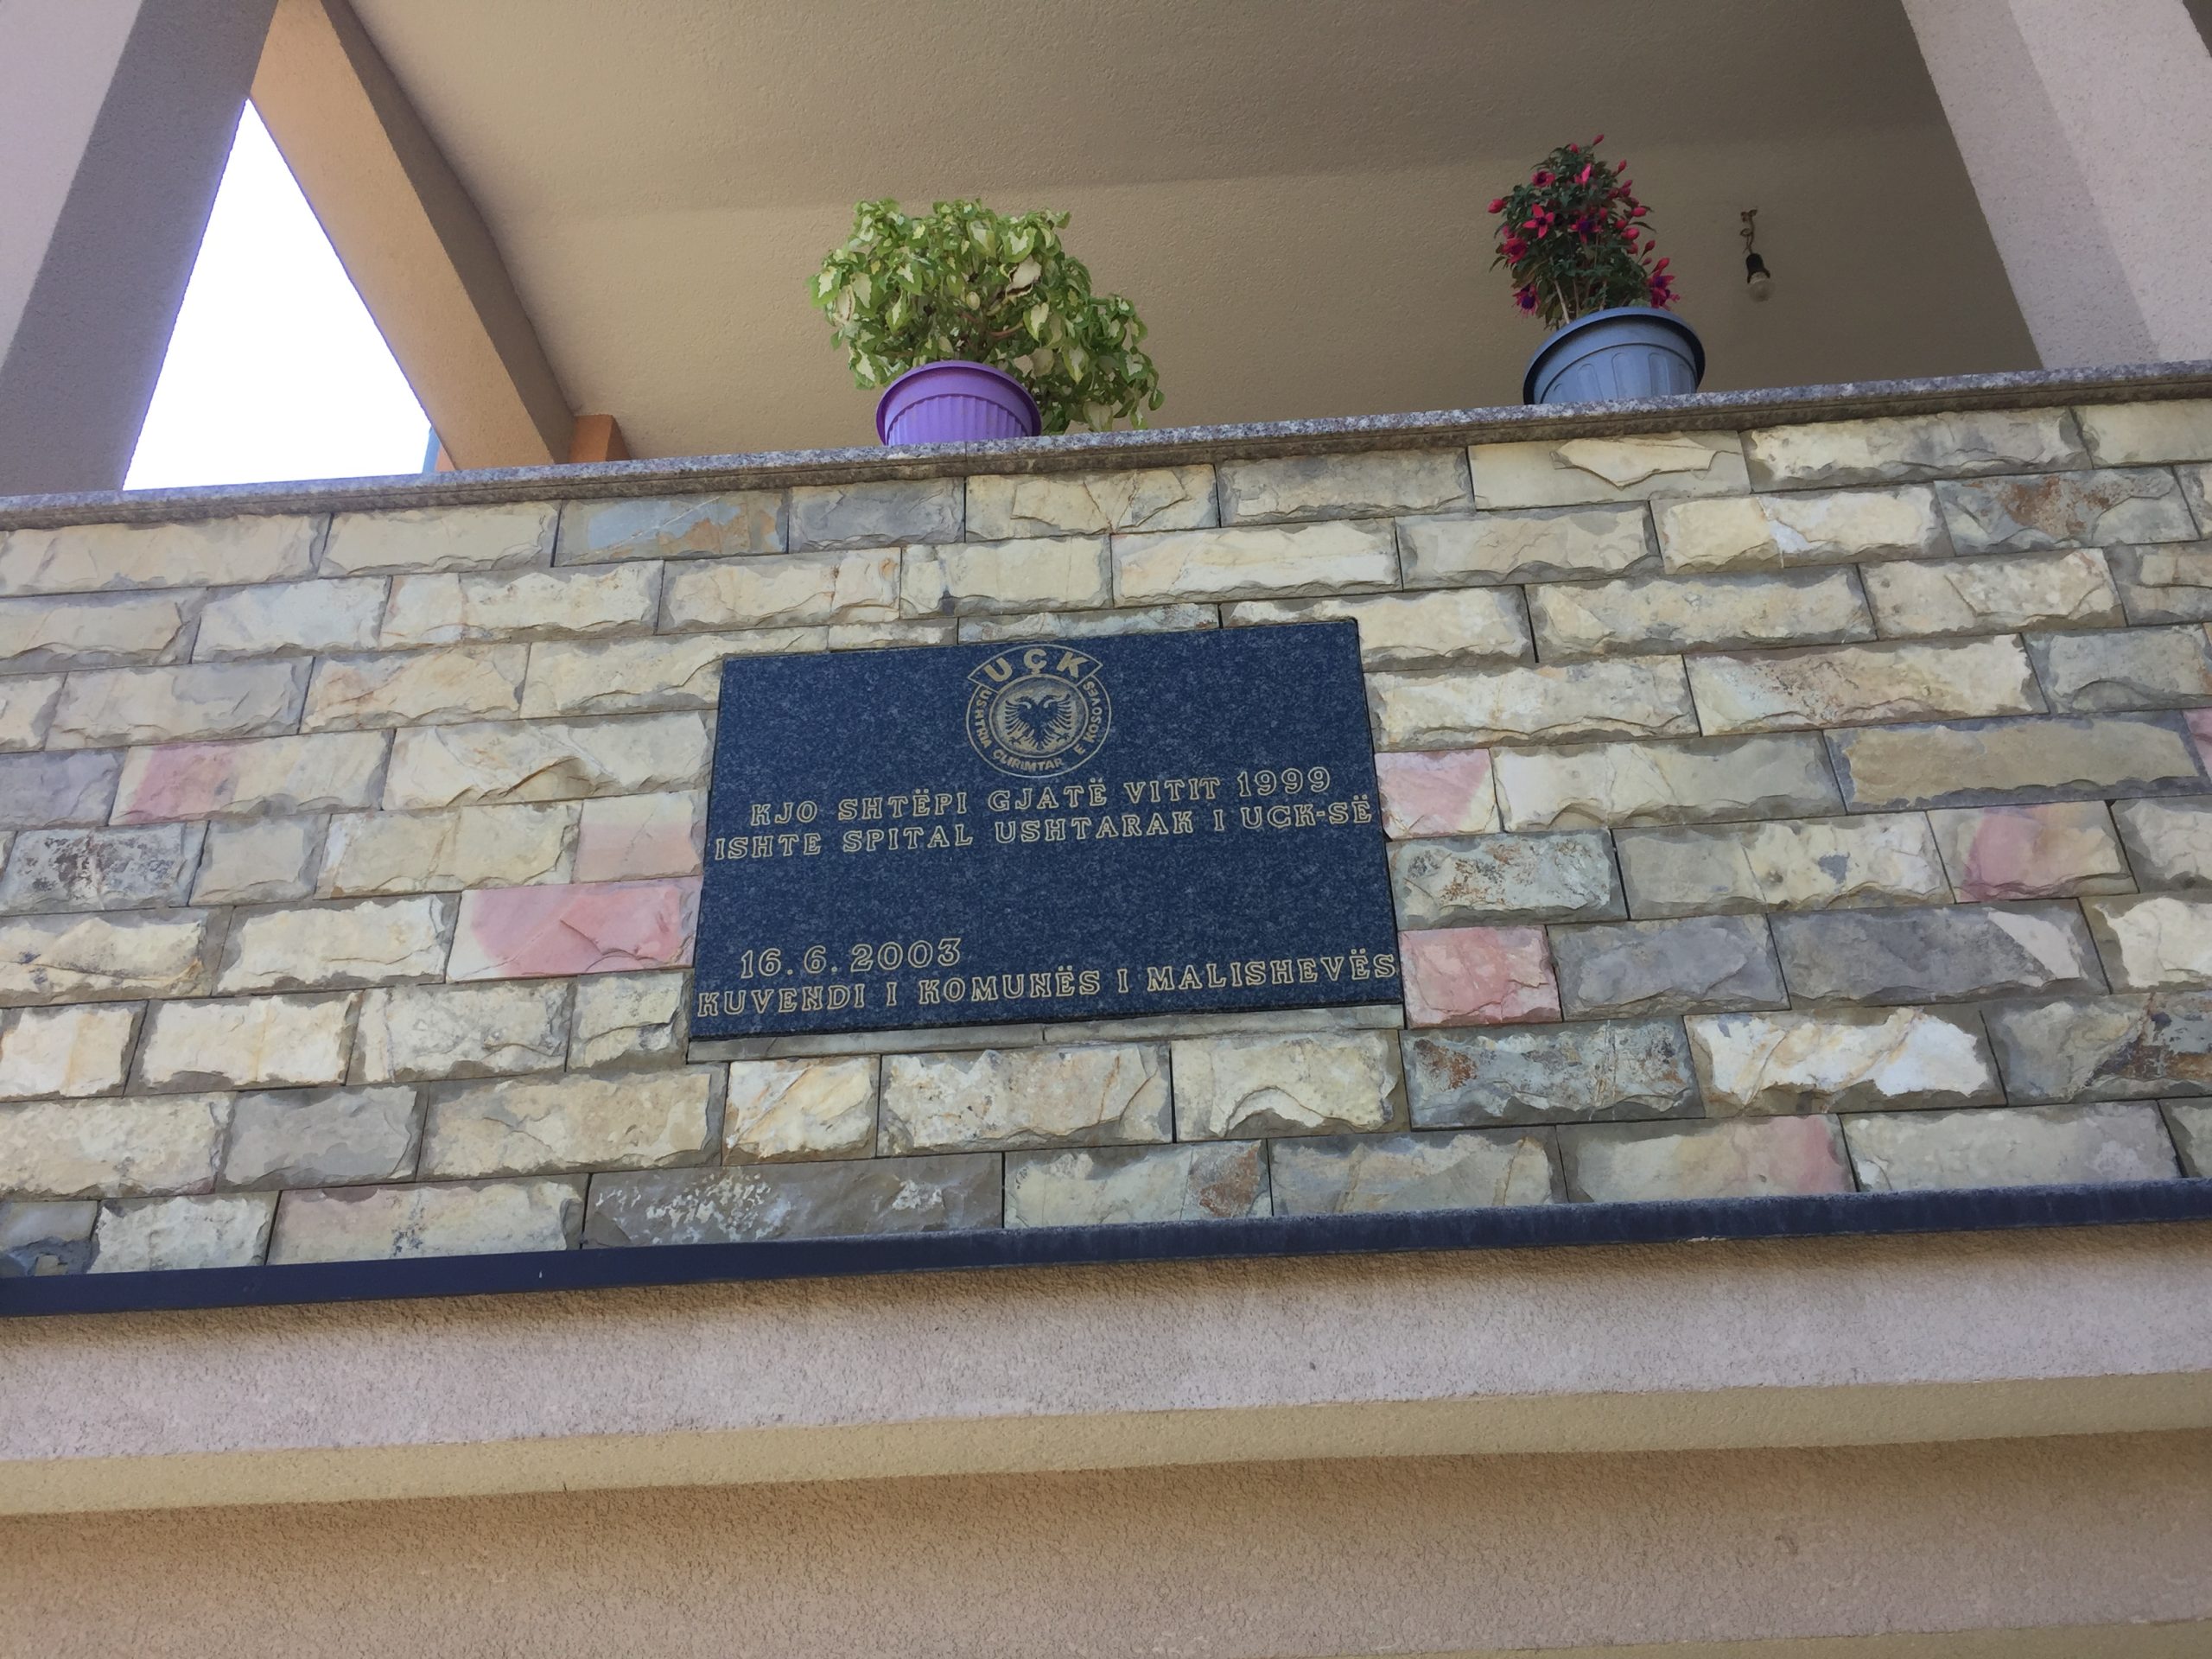 UÇK
USHTRIA ÇLIRIMTARE E KOSOVËS
KJO SHTËPI GJATË VITIT 1999
ISHTE SPITAL USHTARAK I UÇK-SË
16.6.2003
KUVENDI I KOMUNËS I MALISHEVËS